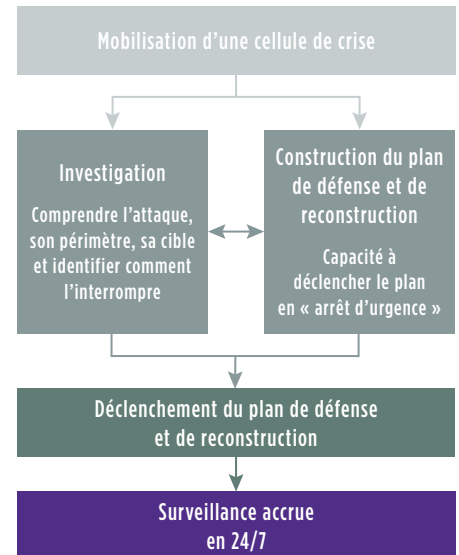 Mobilisation d’une cellule de crise
Investigation
Comprendre l’attaque,
son périmètre, sa cible
et identifier comment
l’interrompre
Construction du plan
de défense et de
reconstruction
Capacité à
déclencher le plan
en « arrêt d’urgence »
Déclenchement du plan de défense
et de reconstruction
Surveillance accrue
en 24/7